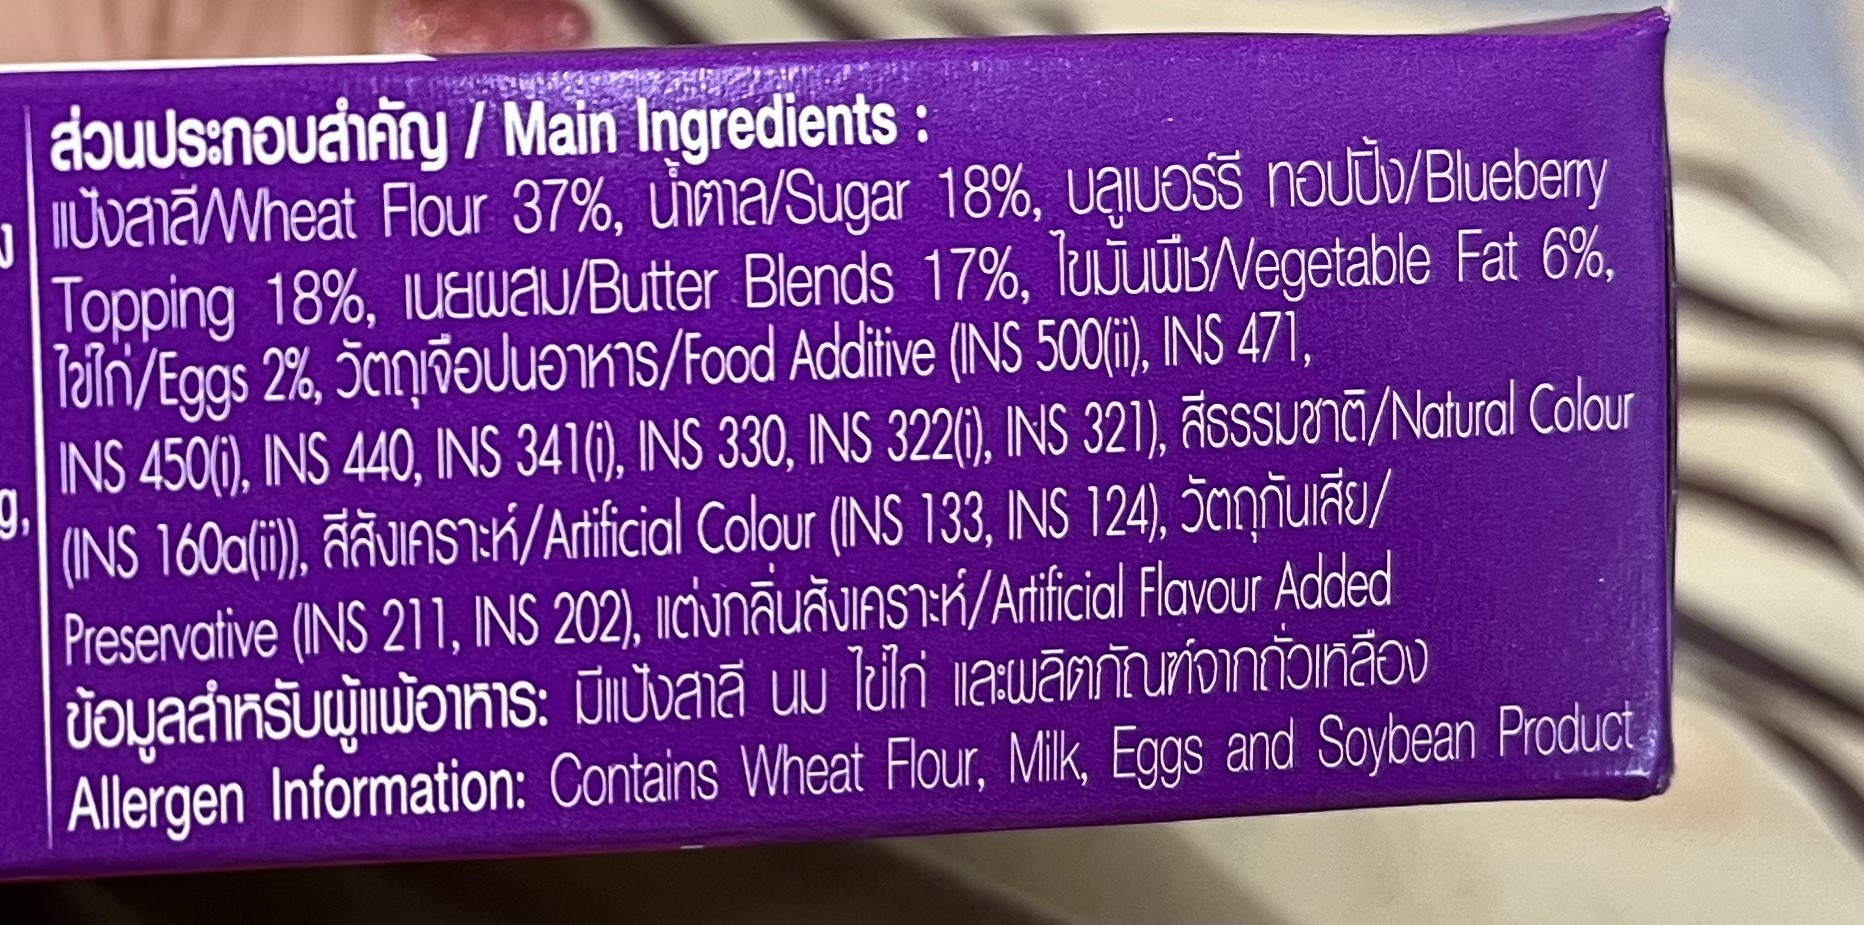 ส่วนประกอบสำคัญ / Main Ingredients :
แป้งสาลี/Wheat Flour 37%, น้ำตาล/Sugar 18%, บลูเบอร์รี ทอปปิ้ง/Blueberry
Topping 18%, เนยผสม/Butter Blends 17%, ไขมันพืช/Vegetable Fat 6%,
ไข่ไก่/Eggs 2%, วัตถุเจือปนอาหาร/Food Additive (INS 500(ii), INS 471,
INS 450(i), INS 440, INS 341(i), INS 330, INS 322(i), INS 321), สีธรรมชาติ/Natural Colour
g, (INS 160a(ii)), สีสังเคราะห์/Artificial Colour (INS 133, INS 124), วัตถุกันเสีย/
Preservative (INS 211, INS 202), แต่งกลิ่นสังเคราะห์/Artificial Flavour Added
ข้อมูลสำหรับผู้แพ้อาหาร: มีแป้งสาลี นม ไข่ไก่ และผลิตภัณฑ์จากถั่วเหลือง
Allergen Information: Contains Wheat Flour, Milk, Eggs and Soybean Product